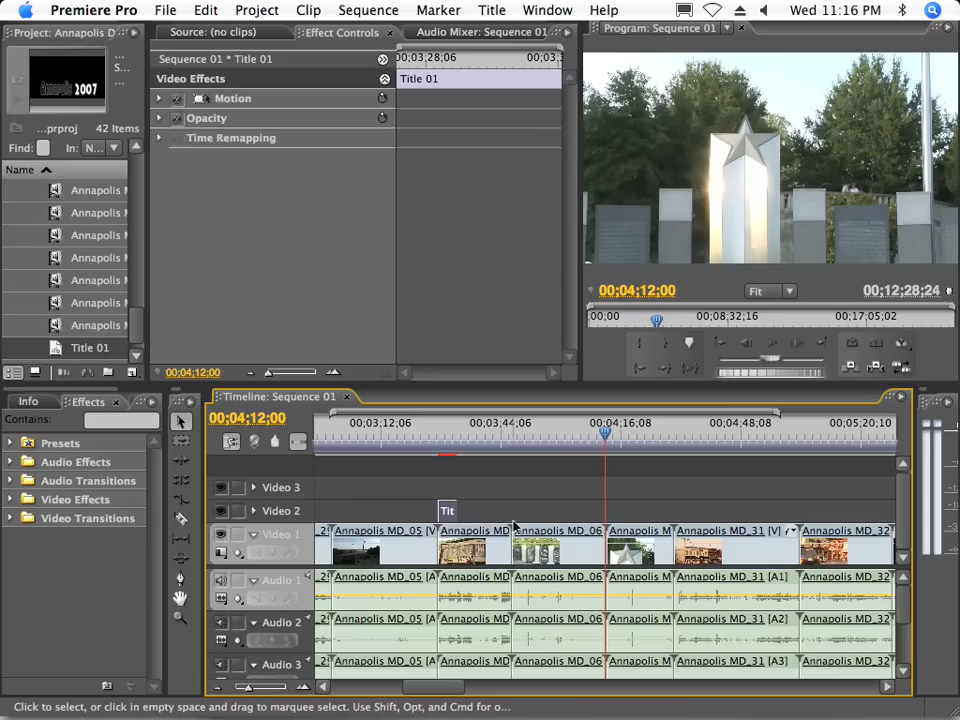 Premiere Pro File Edit Project Clip Sequence Marker Title Window Help Wed 11:16 PM
Project: Annapolis D
Source: (no clips) Effect Controls Audio Mixer: Sequence 01
Program: Sequence 01
2007
...
S...
...
...prproj 42 Items
Find: In: N...
Name
Annapolis M
Annapolis M
Annapolis M
Annapolis M
Annapolis M
Annapolis M
Annapolis M
Title 01
Sequence 01 * Title 01
00;03;28;06 00;03;3
Video Effects
Title 01
Motion
Opacity
Time Remapping
00;04;12;00
00;04;12;00 Fit 00;12;28;24
00;00 00;08;32;16 00;17;05;02
Info Effects
Contains:
Presets
Audio Effects
Audio Transitions
Video Effects
Video Transitions
Timeline: Sequence 01
00;04;12;00
00;03;12;06 00;03;44;06 00;04;16;08 00;04;48;08 00;05;20;10
Video 3
Video 2 Tit
Video 1 Annapolis MD_05 [V Annapolis MD Annapolis MD_06 Annapolis M Annapolis MD_31 [V] Annapolis MD_32
Audio 1 Annapolis MD_05 [A Annapolis MD Annapolis MD_06 Annapolis M Annapolis MD_31 [A1] Annapolis MD_32
Audio 2 Annapolis MD_05 [A Annapolis MD Annapolis MD_06 Annapolis M Annapolis MD_31 [A2] Annapolis MD_32
Audio 3 Annapolis MD_05 [A Annapolis MD Annapolis MD_06 Annapolis M Annapolis MD_31 [A3] Annapolis MD_32
Click to select, or click in empty space and drag to marquee select. Use Shift, Opt, and Cmd for o...